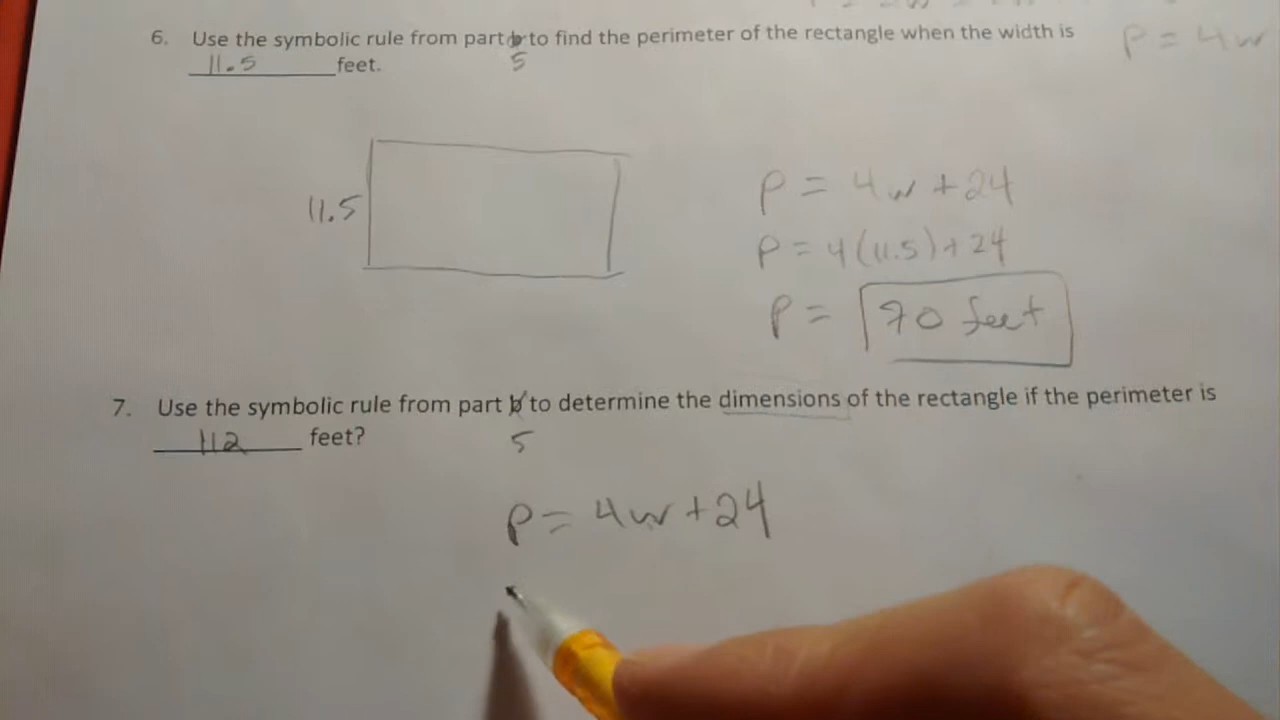 P = 4w
6. Use the symbolic rule from part b to find the perimeter of the rectangle when the width is
5
11.5 feet.
11.5
P = 4w + 24
P = 4(11.5) + 24
P = 70 feet
7. Use the symbolic rule from part b to determine the dimensions of the rectangle if the perimeter is
112 feet?
5
P = 4w + 24